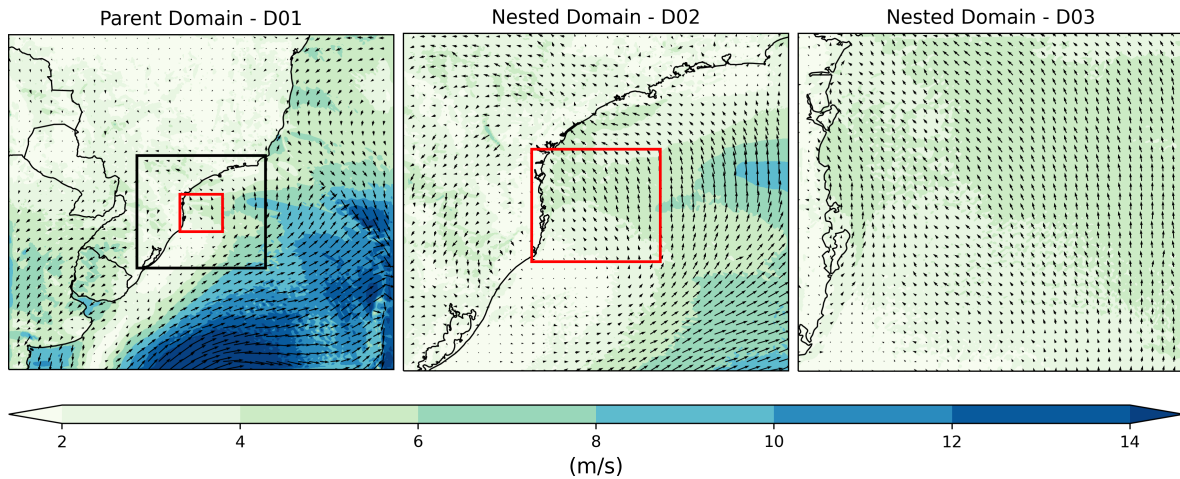 Parent Domain - D01
Nested Domain - D02
Nested Domain - D03
2 4 6 8 10 12 14
(m/s)